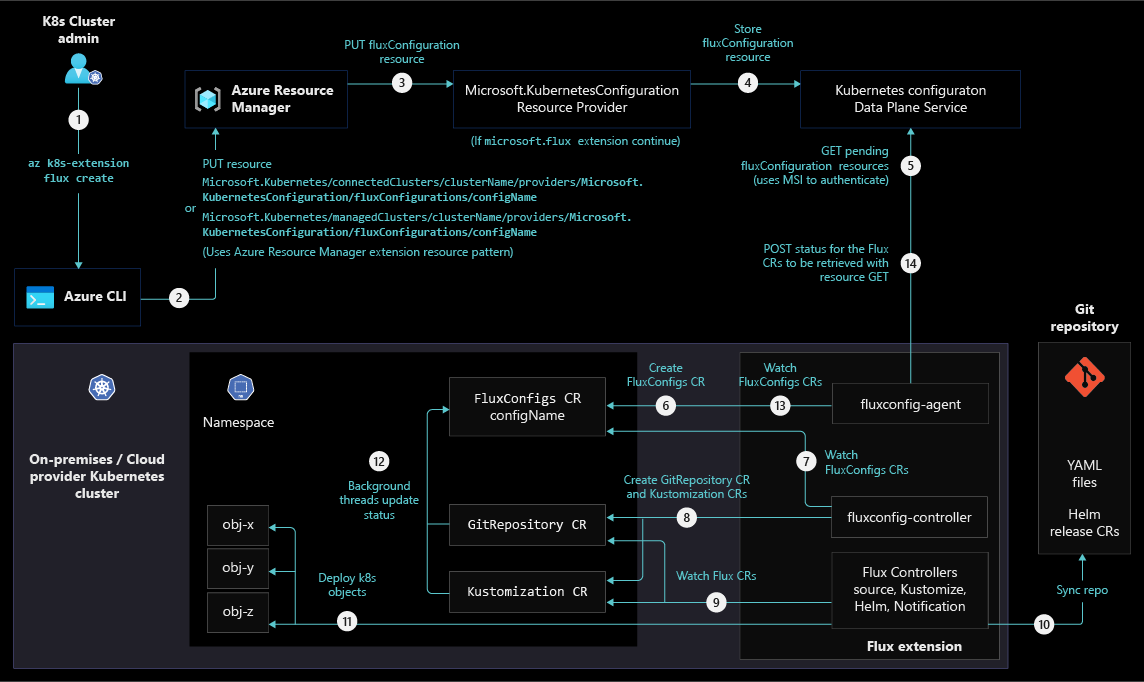 K8s Cluster
admin
1
az k8s-extension
flux create
Azure CLI
2
Azure Resource
Manager
PUT resource
Microsoft.Kubernetes/connectedClusters/clusterName/providers/Microsoft.
KubernetesConfiguration/fluxConfigurations/configName
or
Microsoft.Kubernetes/managedClusters/clusterName/providers/Microsoft.
KubernetesConfiguration/fluxConfigurations/configName
(Uses Azure Resource Manager extension resource pattern)
PUT fluxConfiguration
resource
3
Microsoft.KubernetesConfiguration
Resource Provider
(If microsoft.flux extension continue)
Store
fluxConfiguration
resource
4
Kubernetes configuraton
Data Plane Service
GET pending
fluxConfiguration resources
(uses MSI to authenticate)
5
POST status for the Flux
CRs to be retrieved with
resource GET
14
Git
repository
YAML
files
Helm
release CRs
Sync repo
10
On-premises / Cloud
provider Kubernetes
cluster
Namespace
FluxConfigs CR
configName
Create
FluxConfigs CR
6
Watch
FluxConfigs CRs
13
fluxconfig-agent
7
Watch
FluxConfigs CRs
12
Background
threads update
status
Create GitRepository CR
and Kustomization CRs
8
fluxconfig-controller
GitRepository CR
obj-x
obj-y
obj-z
Deploy k8s
objects
11
Kustomization CR
Watch Flux CRs
9
Flux Controllers
source, Kustomize,
Helm, Notification
Flux extension